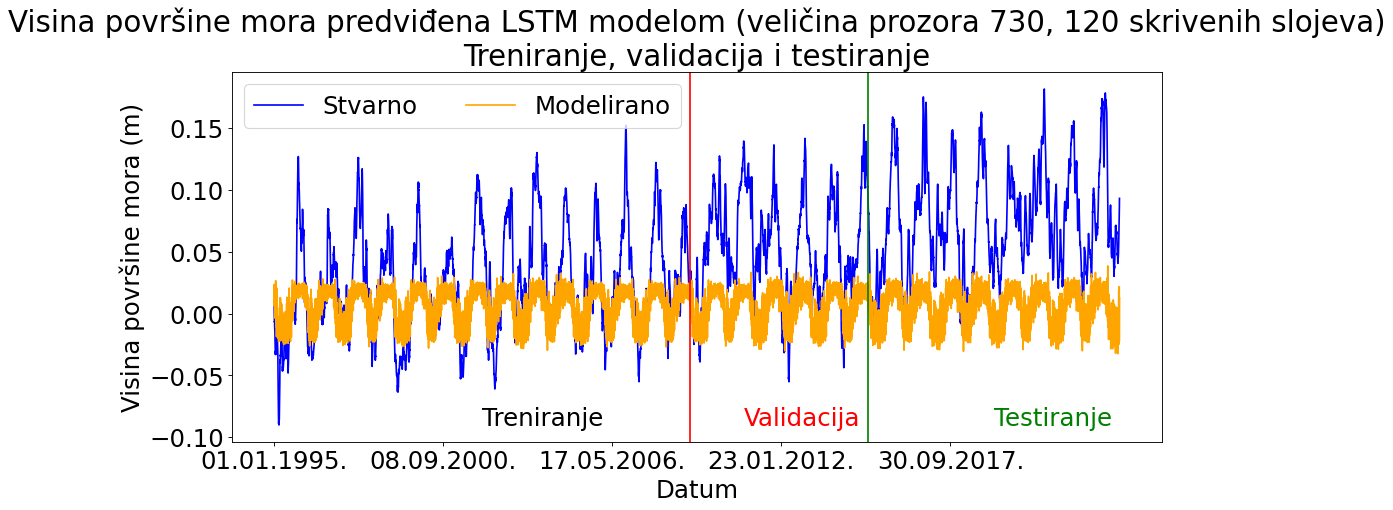 Visina površine mora predviđena LSTM modelom (veličina prozora 730, 120 skrivenih slojeva)
Treniranje, validacija i testiranje
Stvarno
Modelirano
Visina površine mora (m)
0.15
0.10
0.05
0.00
−0.05
−0.10
Treniranje
Validacija
Testiranje
01.01.1995.
08.09.2000.
17.05.2006.
23.01.2012.
30.09.2017.
Datum